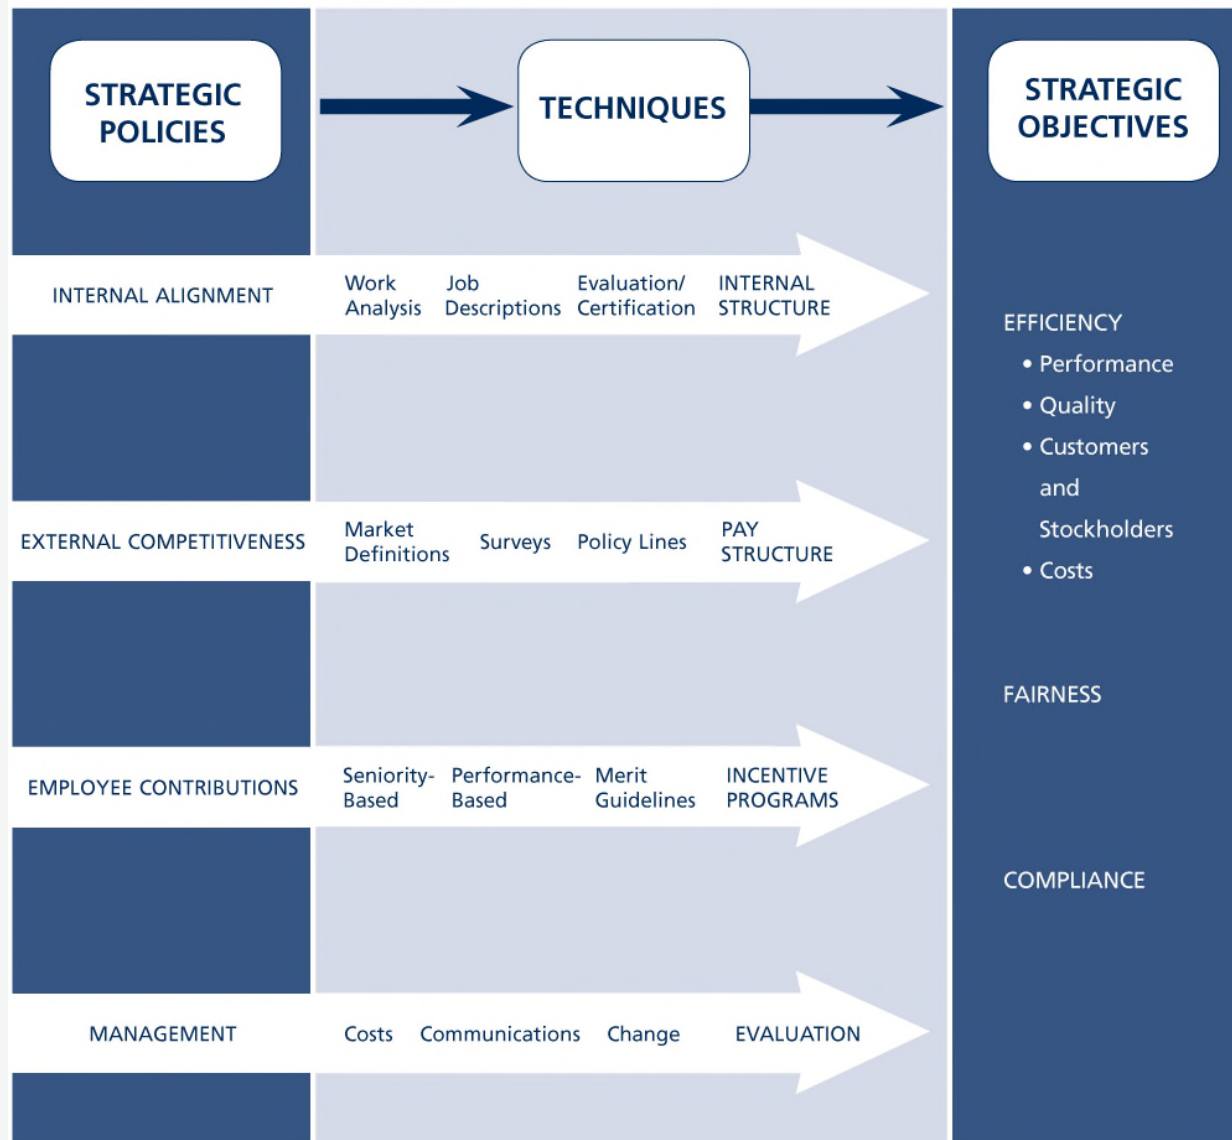 STRATEGIC
POLICIES
TECHNIQUES
STRATEGIC
OBJECTIVES
INTERNAL ALIGNMENT
Work
Analysis
Job
Descriptions
Evaluation/
Certification
INTERNAL
STRUCTURE
EXTERNAL COMPETITIVENESS
Market
Definitions
Surveys
Policy Lines
PAY
STRUCTURE
EMPLOYEE CONTRIBUTIONS
Seniority-
Based
Performance-
Based
Merit
Guidelines
INCENTIVE
PROGRAMS
MANAGEMENT
Costs
Communications
Change
EVALUATION
EFFICIENCY
• Performance
• Quality
• Customers
and
Stockholders
• Costs
FAIRNESS
COMPLIANCE